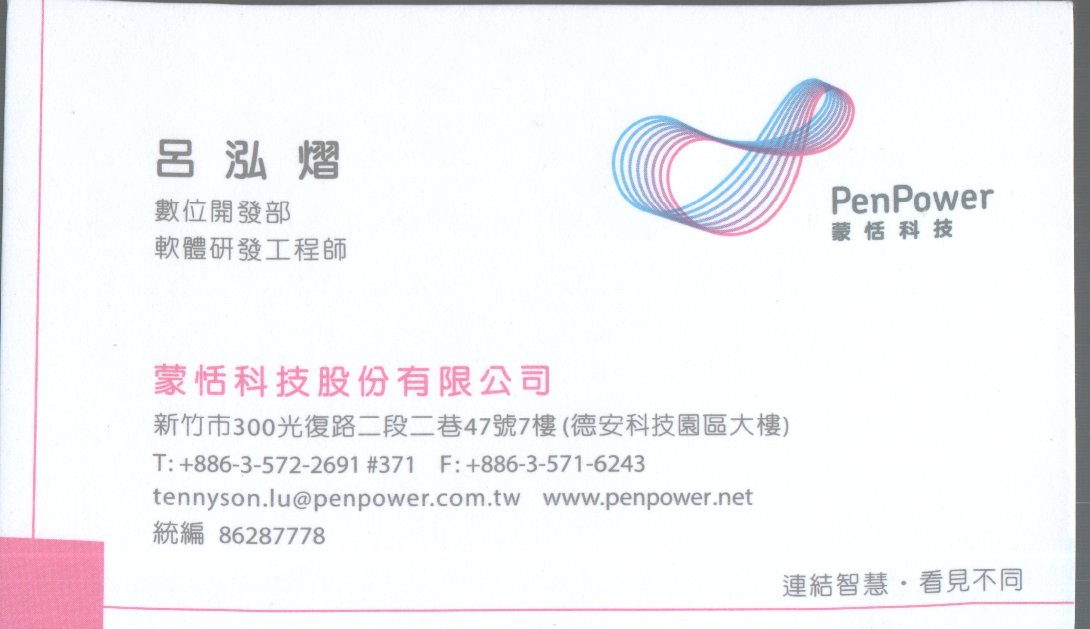 呂泓熠
數位開發部
軟體研發工程師
PenPower
蒙恬科技
蒙恬科技股份有限公司
新竹市300光復路二段二巷47號7樓 (德安科技園區大樓)
T: +886-3-572-2691 #371 F: +886-3-571-6243
tennyson.lu@penpower.com.tw www.penpower.net
統編 86287778
連結智慧・看見不同